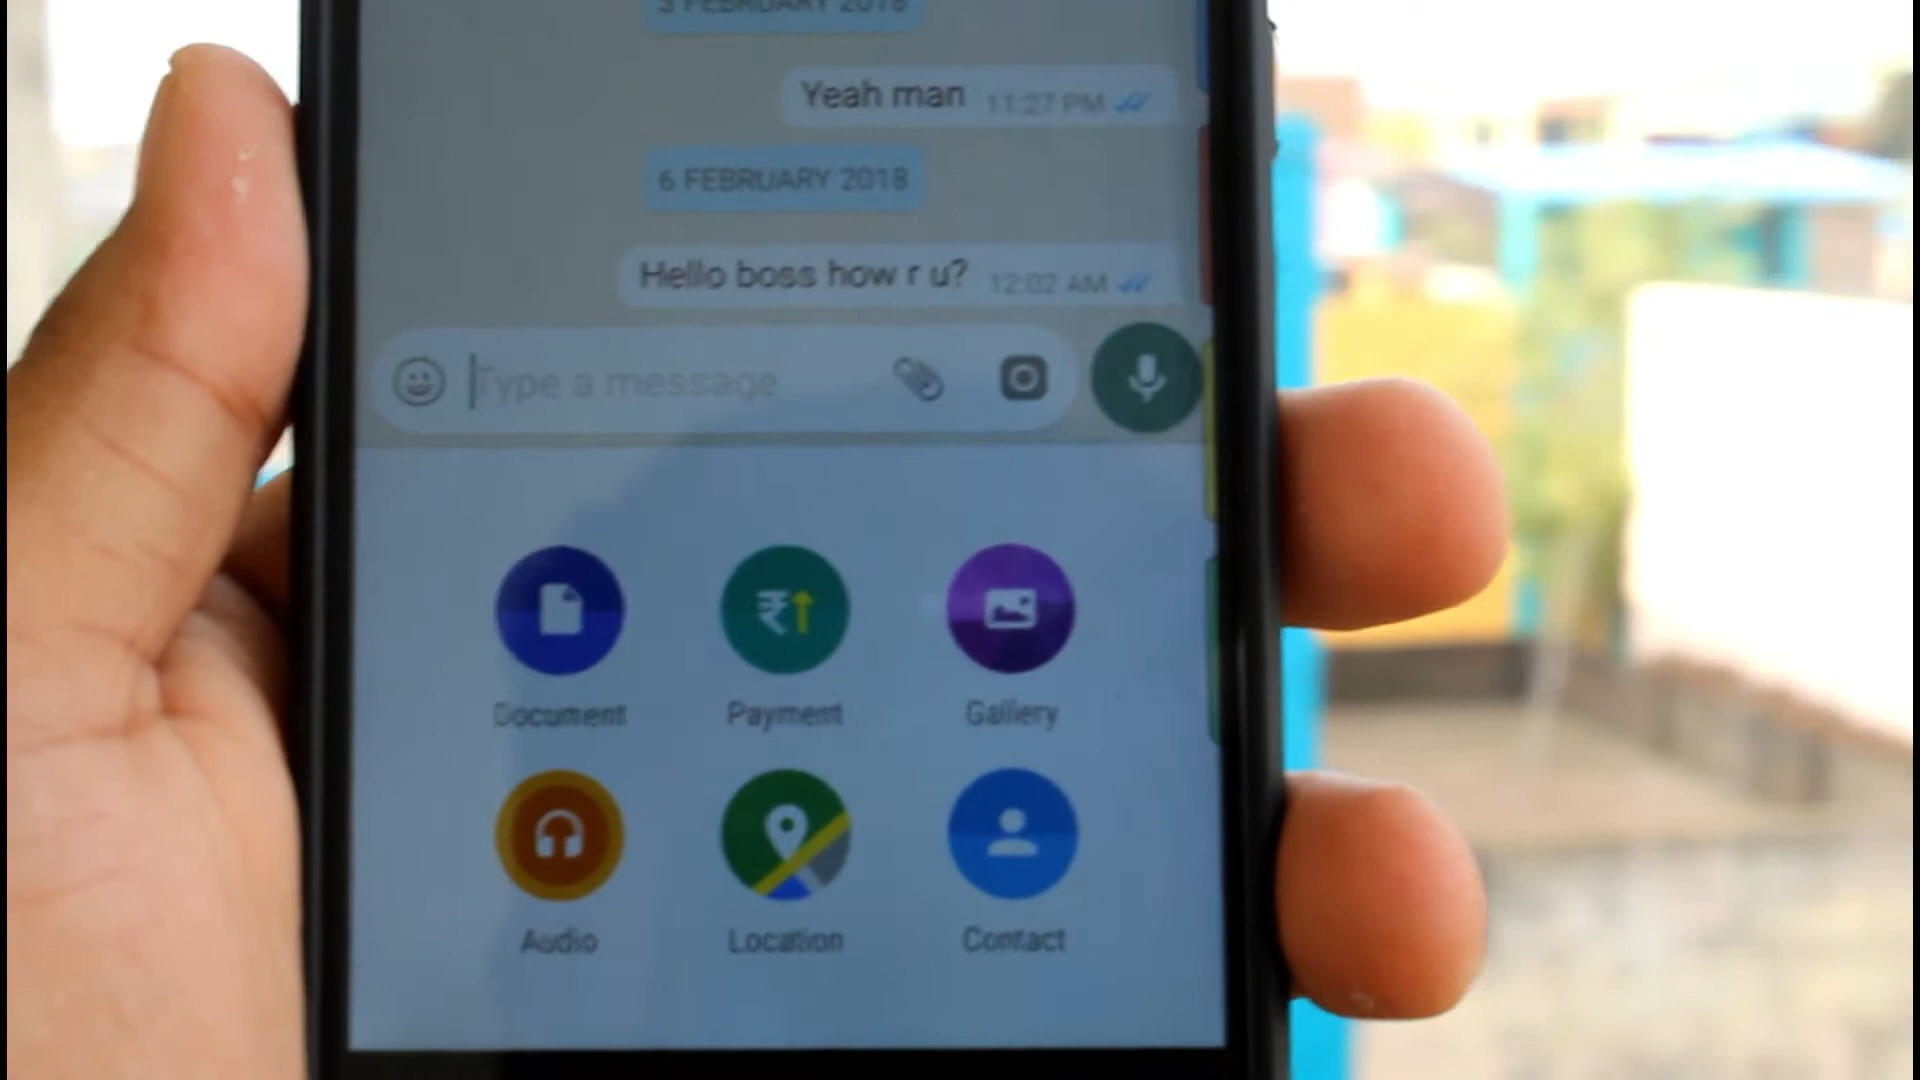 3 FEBRUARY 2018
Yeah man 11:27 PM
6 FEBRUARY 2018
Hello boss how r u? 12:02 AM
Type a message
Document Payment Gallery
Audio Location Contact